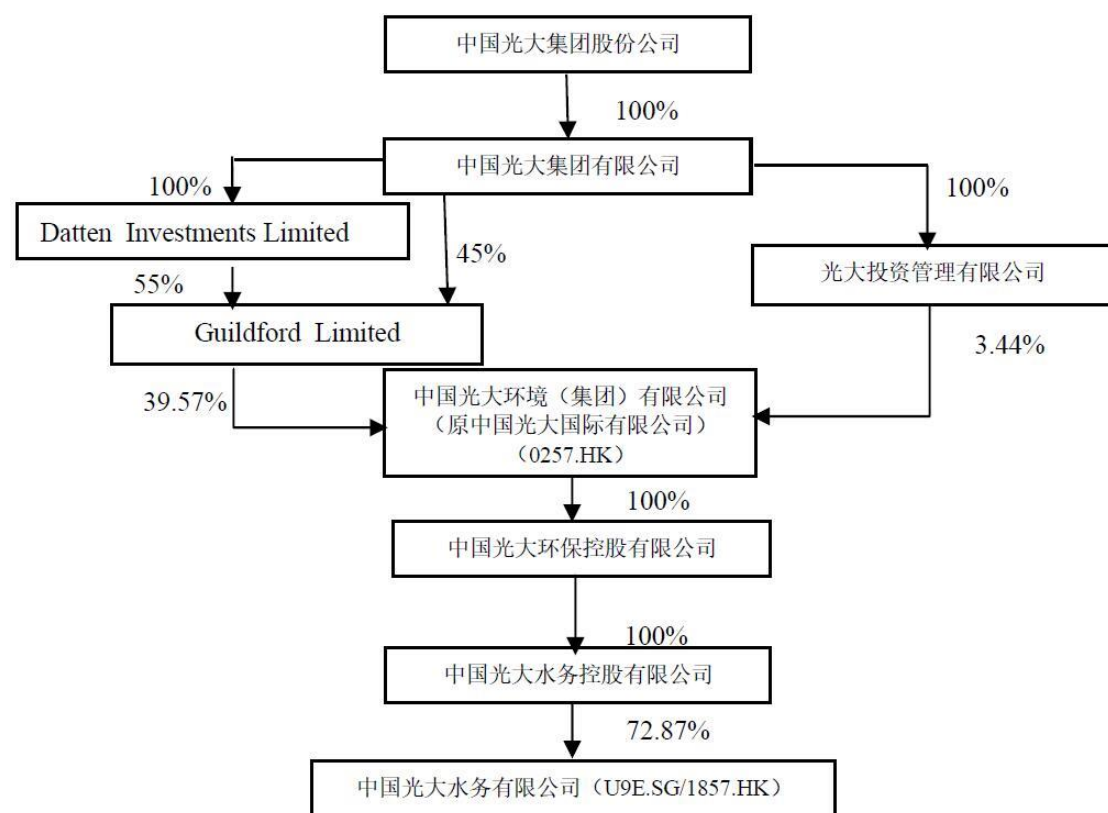 中国光大集团股份公司
100%
中国光大集团有限公司
100%
100%
Datten Investments Limited
45%
光大投资管理有限公司
55%
Guildford Limited
3.44%
39.57%
中国光大环境（集团）有限公司
（原中国光大国际有限公司）
（0257.HK）
100%
中国光大环保控股有限公司
100%
中国光大水务控股有限公司
72.87%
中国光大水务有限公司（U9E.SG/1857.HK）